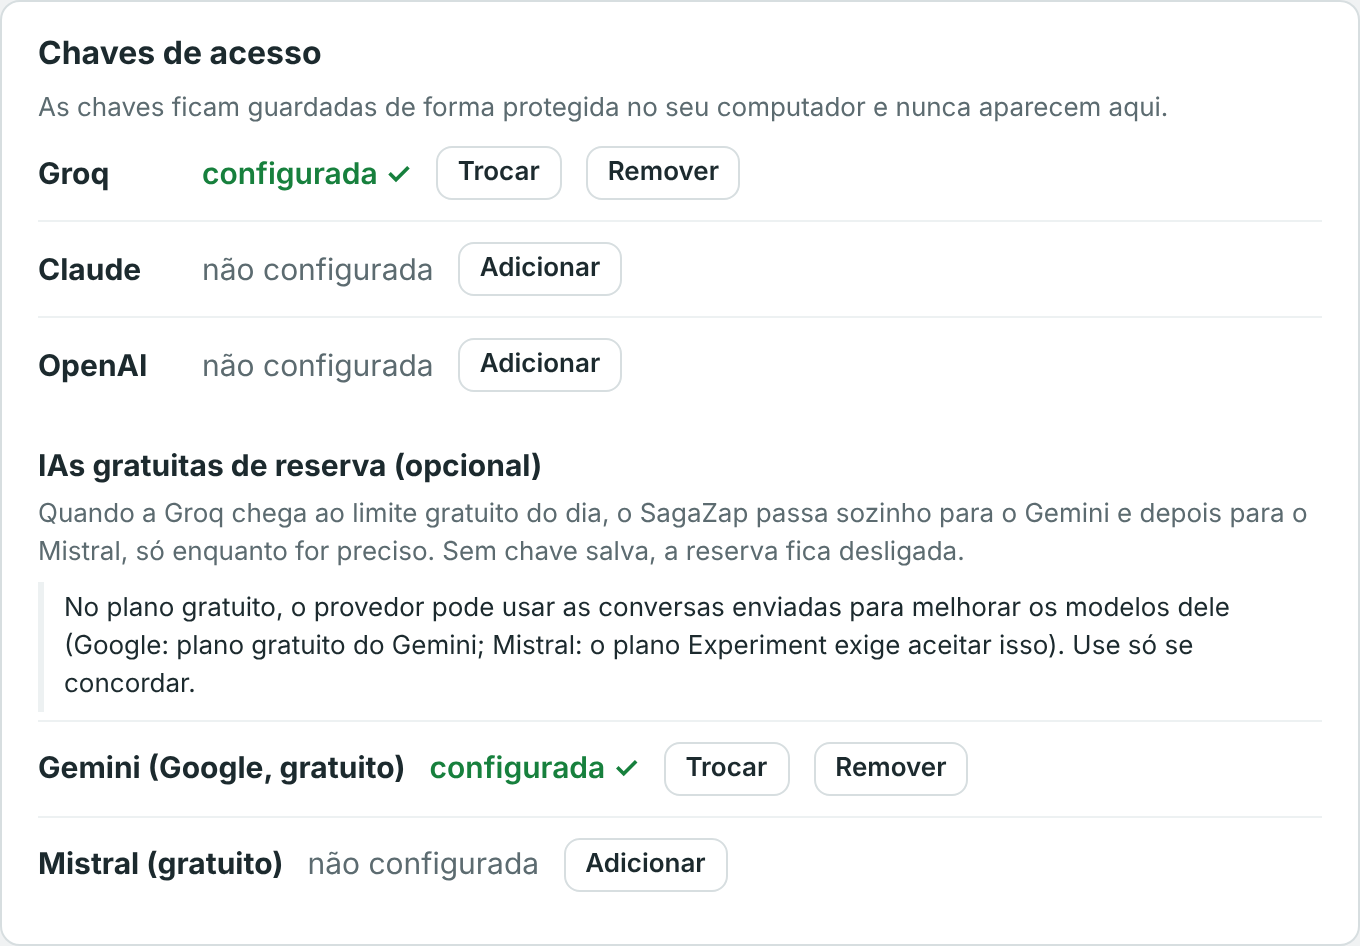 Chaves de acesso
As chaves ficam guardadas de forma protegida no seu computador e nunca aparecem aqui.
Groq configurada ✓ Trocar Remover
Claude não configurada Adicionar
OpenAI não configurada Adicionar
IAs gratuitas de reserva (opcional)
Quando a Groq chega ao limite gratuito do dia, o SagaZap passa sozinho para o Gemini e depois para o
Mistral, só enquanto for preciso. Sem chave salva, a reserva fica desligada.
No plano gratuito, o provedor pode usar as conversas enviadas para melhorar os modelos dele
(Google: plano gratuito do Gemini; Mistral: o plano Experiment exige aceitar isso). Use só se
concordar.
Gemini (Google, gratuito) configurada ✓ Trocar Remover
Mistral (gratuito) não configurada Adicionar